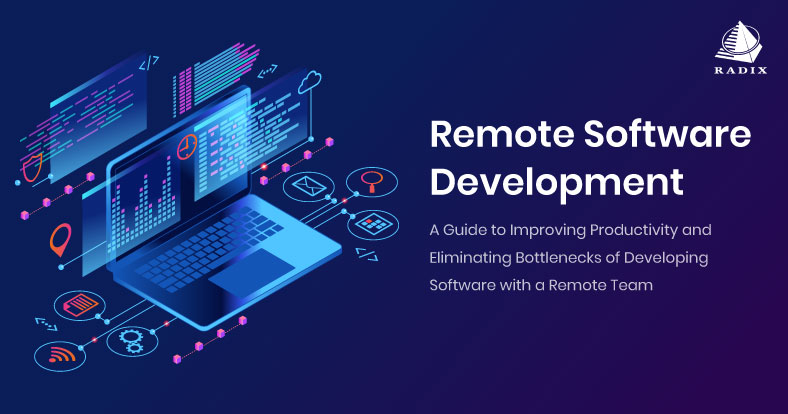 RADIX
Remote Software
Development
A Guide to Improving Productivity and
Eliminating Bottlenecks of Developing
Software with a Remote Team